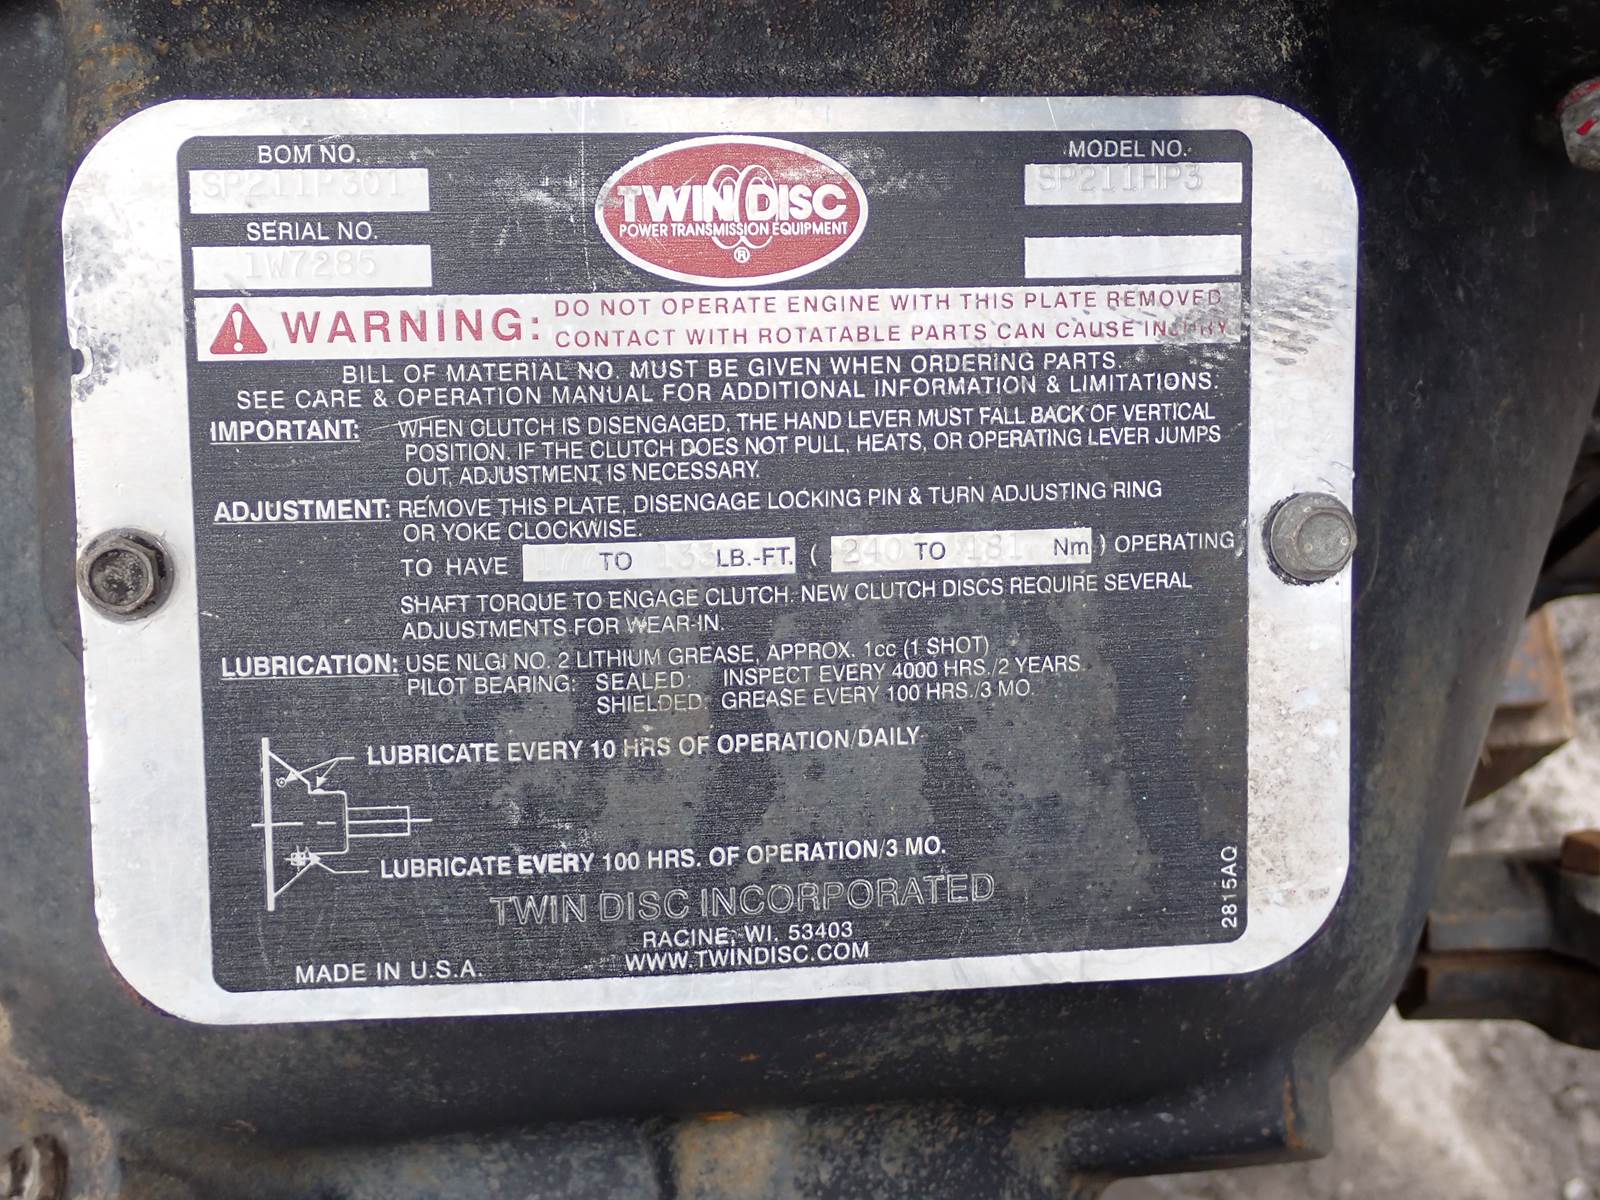 BOM NO.
SP211P301
SERIAL NO.
1W7285
TWIN DISC
POWER TRANSMISSION EQUIPMENT
®
MODEL NO.
SP211HP3
WARNING: DO NOT OPERATE ENGINE WITH THIS PLATE REMOVED
CONTACT WITH ROTATABLE PARTS CAN CAUSE INJURY
BILL OF MATERIAL NO. MUST BE GIVEN WHEN ORDERING PARTS.
SEE CARE & OPERATION MANUAL FOR ADDITIONAL INFORMATION & LIMITATIONS.
IMPORTANT: WHEN CLUTCH IS DISENGAGED, THE HAND LEVER MUST FALL BACK OF VERTICAL
POSITION. IF THE CLUTCH DOES NOT PULL, HEATS, OR OPERATING LEVER JUMPS
OUT, ADJUSTMENT IS NECESSARY.
ADJUSTMENT: REMOVE THIS PLATE, DISENGAGE LOCKING PIN & TURN ADJUSTING RING
OR YOKE CLOCKWISE.
TO HAVE 177 TO 133 LB.-FT. ( 240 TO 181 Nm ) OPERATING
SHAFT TORQUE TO ENGAGE CLUTCH. NEW CLUTCH DISCS REQUIRE SEVERAL
ADJUSTMENTS FOR WEAR-IN.
LUBRICATION: USE NLGI NO. 2 LITHIUM GREASE, APPROX. 1cc (1 SHOT)
PILOT BEARING: SEALED: INSPECT EVERY 4000 HRS./2 YEARS.
SHIELDED: GREASE EVERY 100 HRS./3 MO.
LUBRICATE EVERY 10 HRS OF OPERATION/DAILY
LUBRICATE EVERY 100 HRS. OF OPERATION/3 MO.
TWIN DISC INCORPORATED
RACINE, WI. 53403
WWW.TWINDISC.COM
MADE IN U.S.A.
2815AQ